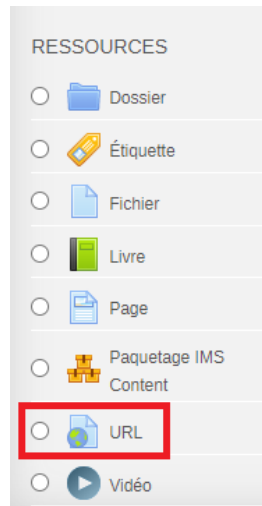 RESSOURCES
Dossier
Étiquette
Fichier
Livre
Page
Paquetage IMS
Content
URL
Vidéo